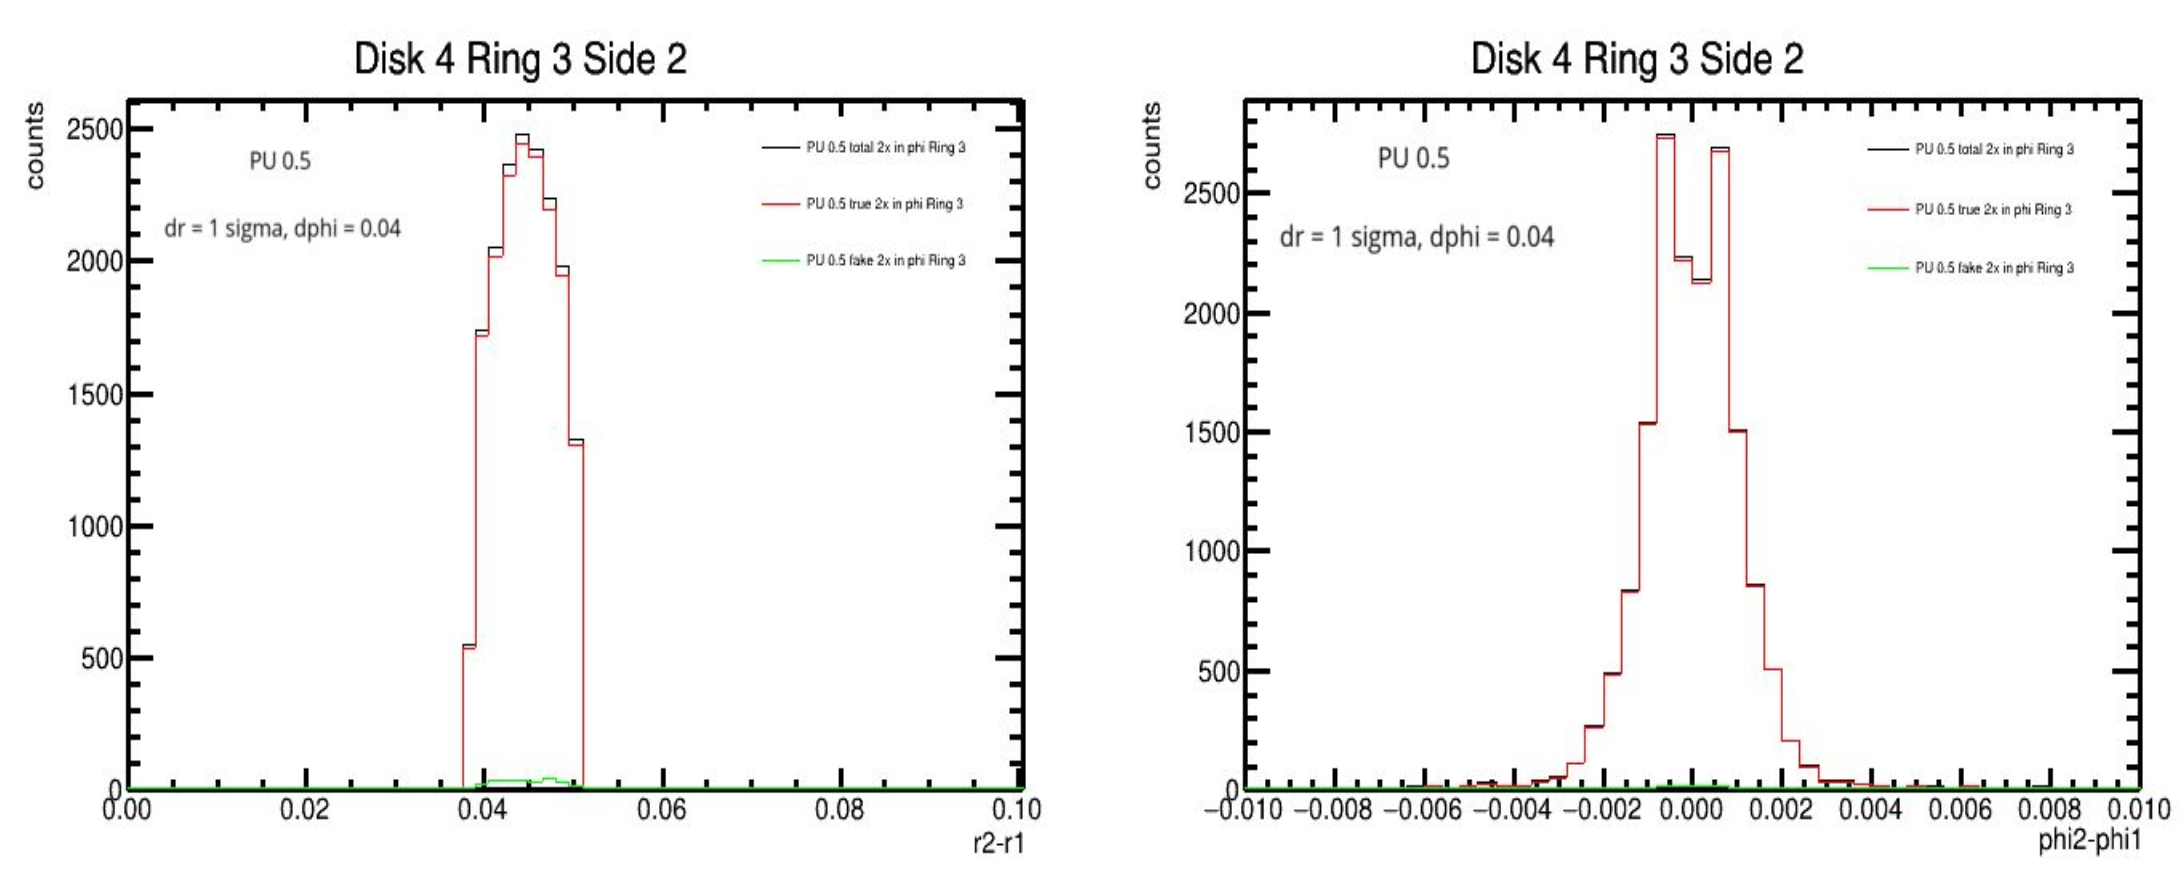 Disk 4 Ring 3 Side 2
counts
2500
2000
1500
1000
500
0
PU 0.5
dr = 1 sigma, dphi = 0.04
PU 0.5 total 2x in phi Ring 3
PU 0.5 true 2x in phi Ring 3
PU 0.5 fake 2x in phi Ring 3
0.00 0.02 0.04 0.06 0.08 0.10
r2-r1
Disk 4 Ring 3 Side 2
counts
2500
2000
1500
1000
500
0
PU 0.5
dr = 1 sigma, dphi = 0.04
PU 0.5 total 2x in phi Ring 3
PU 0.5 true 2x in phi Ring 3
PU 0.5 fake 2x in phi Ring 3
−0.010 −0.008 −0.006 −0.004 −0.002 0.000 0.002 0.004 0.006 0.008 0.010
phi2-phi1